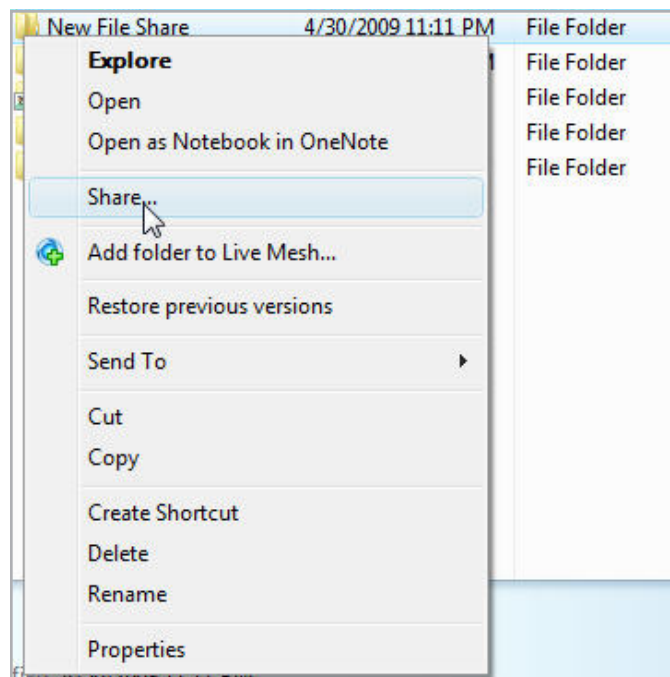 New File Share 4/30/2009 11:11 PM File Folder
Explore File Folder
Open File Folder
Open as Notebook in OneNote File Folder
File Folder
Share...
Add folder to Live Mesh...
Restore previous versions
Send To
Cut
Copy
Create Shortcut
Delete
Rename
Properties